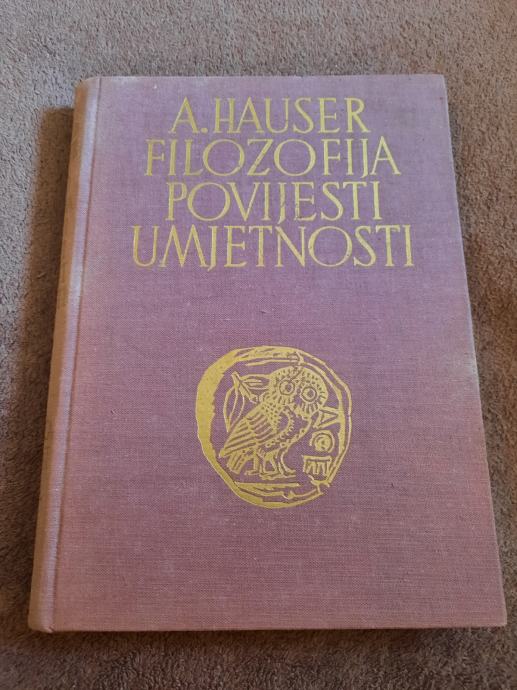 A. HAUSER
FILOZOFIJA
POVIJESTI
UMJETNOSTI